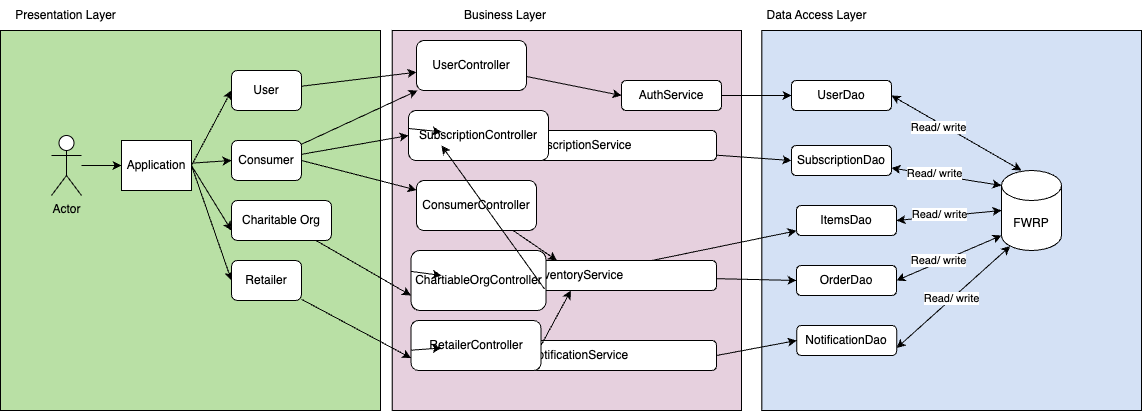 Presentation Layer
Business Layer
Data Access Layer
Actor
Application
User
Consumer
Charitable Org
Retailer
UserController
AuthService
SubscriptionController
scriptionService
ConsumerController
ChartiableOrgController
ventoryService
RetailerController
otificationService
UserDao
SubscriptionDao
ItemsDao
OrderDao
NotificationDao
Read/ write
Read/ write
Read/ write
Read/ write
Read/ write
FWRP